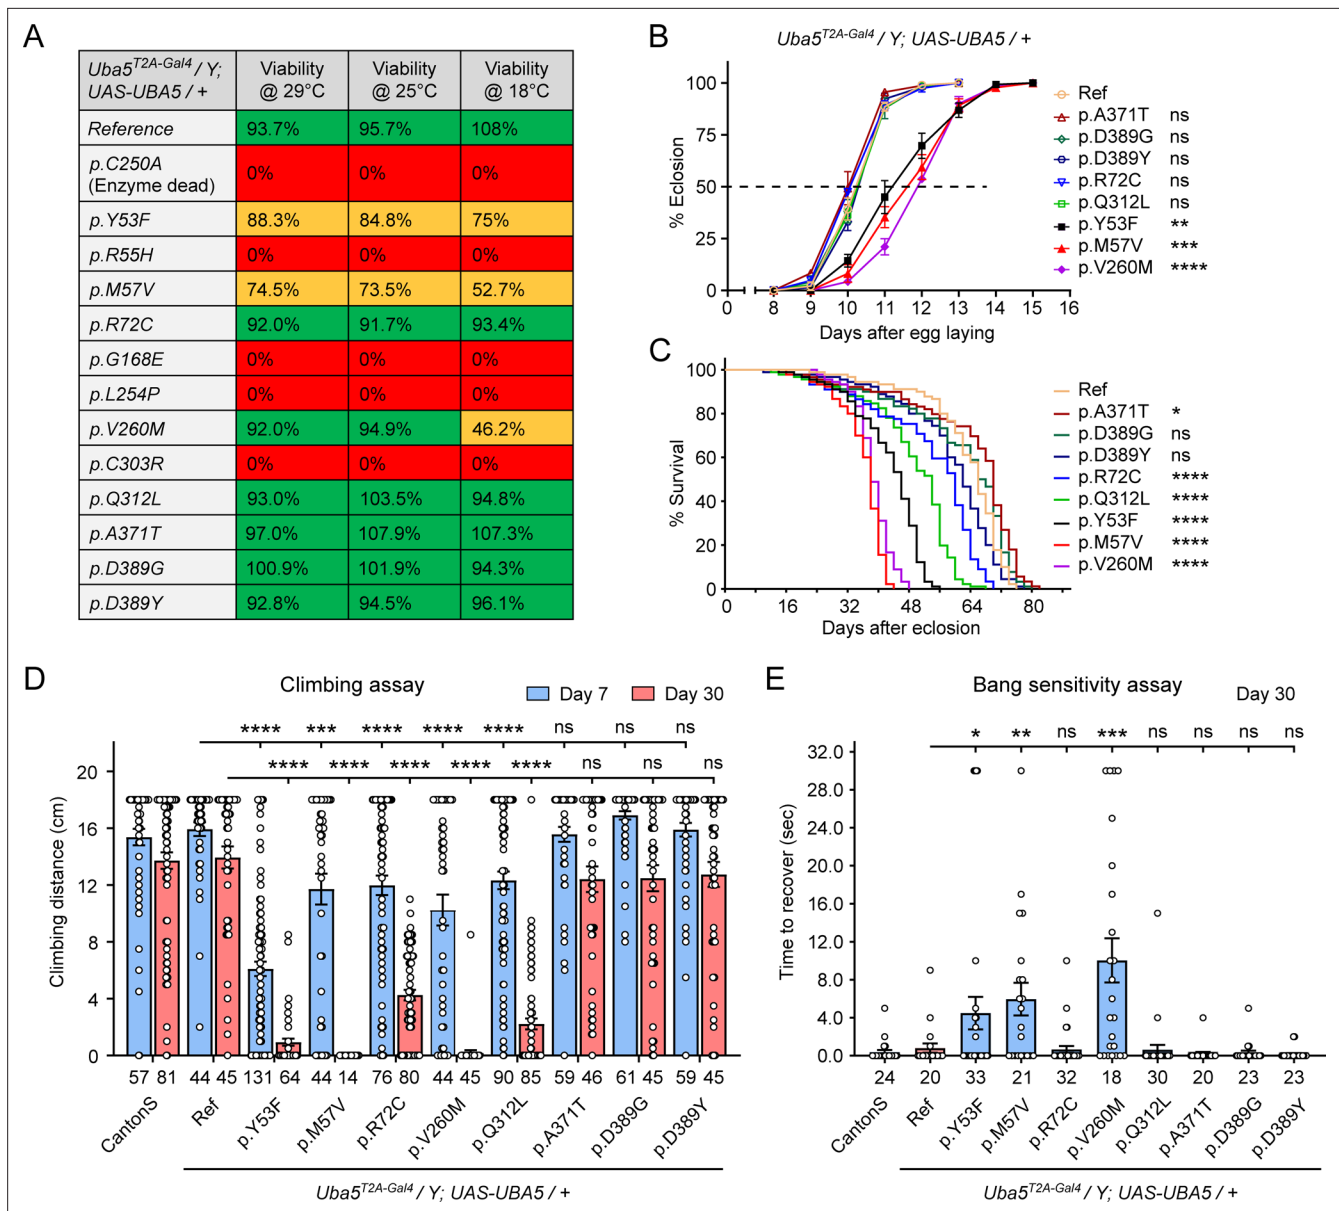 A
Uba5T2A-Gal4 / Y; UAS-UBA5 / + Viability @ 29°C Viability @ 25°C Viability @ 18°C
Reference 93.7% 95.7% 108%
p.C250A (Enzyme dead) 0% 0% 0%
p.Y53F 88.3% 84.8% 75%
p.R55H 0% 0% 0%
p.M57V 74.5% 73.5% 52.7%
p.R72C 92.0% 91.7% 93.4%
p.G168E 0% 0% 0%
p.L254P 0% 0% 0%
p.V260M 92.0% 94.9% 46.2%
p.C303R 0% 0% 0%
p.Q312L 93.0% 103.5% 94.8%
p.A371T 97.0% 107.9% 107.3%
p.D389G 100.9% 101.9% 94.3%
p.D389Y 92.8% 94.5% 96.1%
B
Uba5T2A-Gal4 / Y; UAS-UBA5 / +
% Eclosion
100
75
50
25
0
0 8 9 10 11 12 13 14 15 16
Days after egg laying
Ref
p.A371T ns
p.D389G ns
p.D389Y ns
p.R72C ns
p.Q312L ns
p.Y53F **
p.M57V ***
p.V260M ****
C
% Survival
100
80
60
40
20
0
0 16 32 48 64 80
Days after eclosion
Ref
p.A371T *
p.D389G ns
p.D389Y ns
p.R72C ****
p.Q312L ****
p.Y53F ****
p.M57V ****
p.V260M ****
D
Climbing assay
Day 7 Day 30
**** *** **** **** **** ns ns ns
**** **** **** **** **** ns ns ns
Climbing distance (cm)
20
16
12
8
4
0
57 81 44 45 131 64 44 14 76 80 44 45 90 85 59 46 61 45 59 45
CantonS Ref p.Y53F p.M57V p.R72C p.V260M p.Q312L p.A371T p.D389G p.D389Y
Uba5T2A-Gal4 / Y; UAS-UBA5 / +
E
Bang sensitivity assay
Day 30
* ** ns *** ns ns ns ns
Time to recover (sec)
32.0
28.0
24.0
20.0
16.0
12.0
8.0
4.0
0.0
24 20 33 21 32 18 30 20 23 23
CantonS Ref p.Y53F p.M57V p.R72C p.V260M p.Q312L p.A371T p.D389G p.D389Y
Uba5T2A-Gal4 / Y; UAS-UBA5 / +